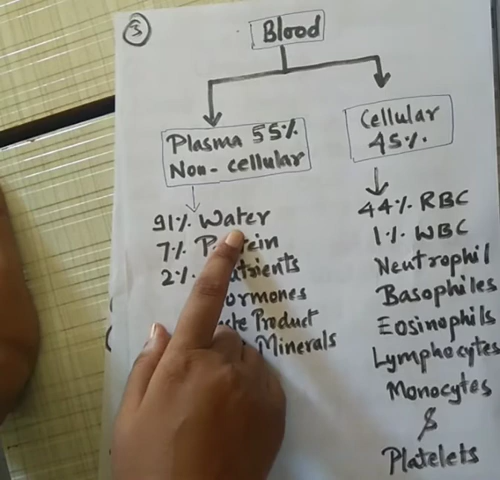 3
Blood
Plasma 55%
Non-cellular
91% Water
7%
2%
Product
Minerals
Cellular
45%.
44% RBC
1% WBC
Neutrophil
Basophiles
Eosinophils
Lymphocytes
Monocytes
&
Platelets